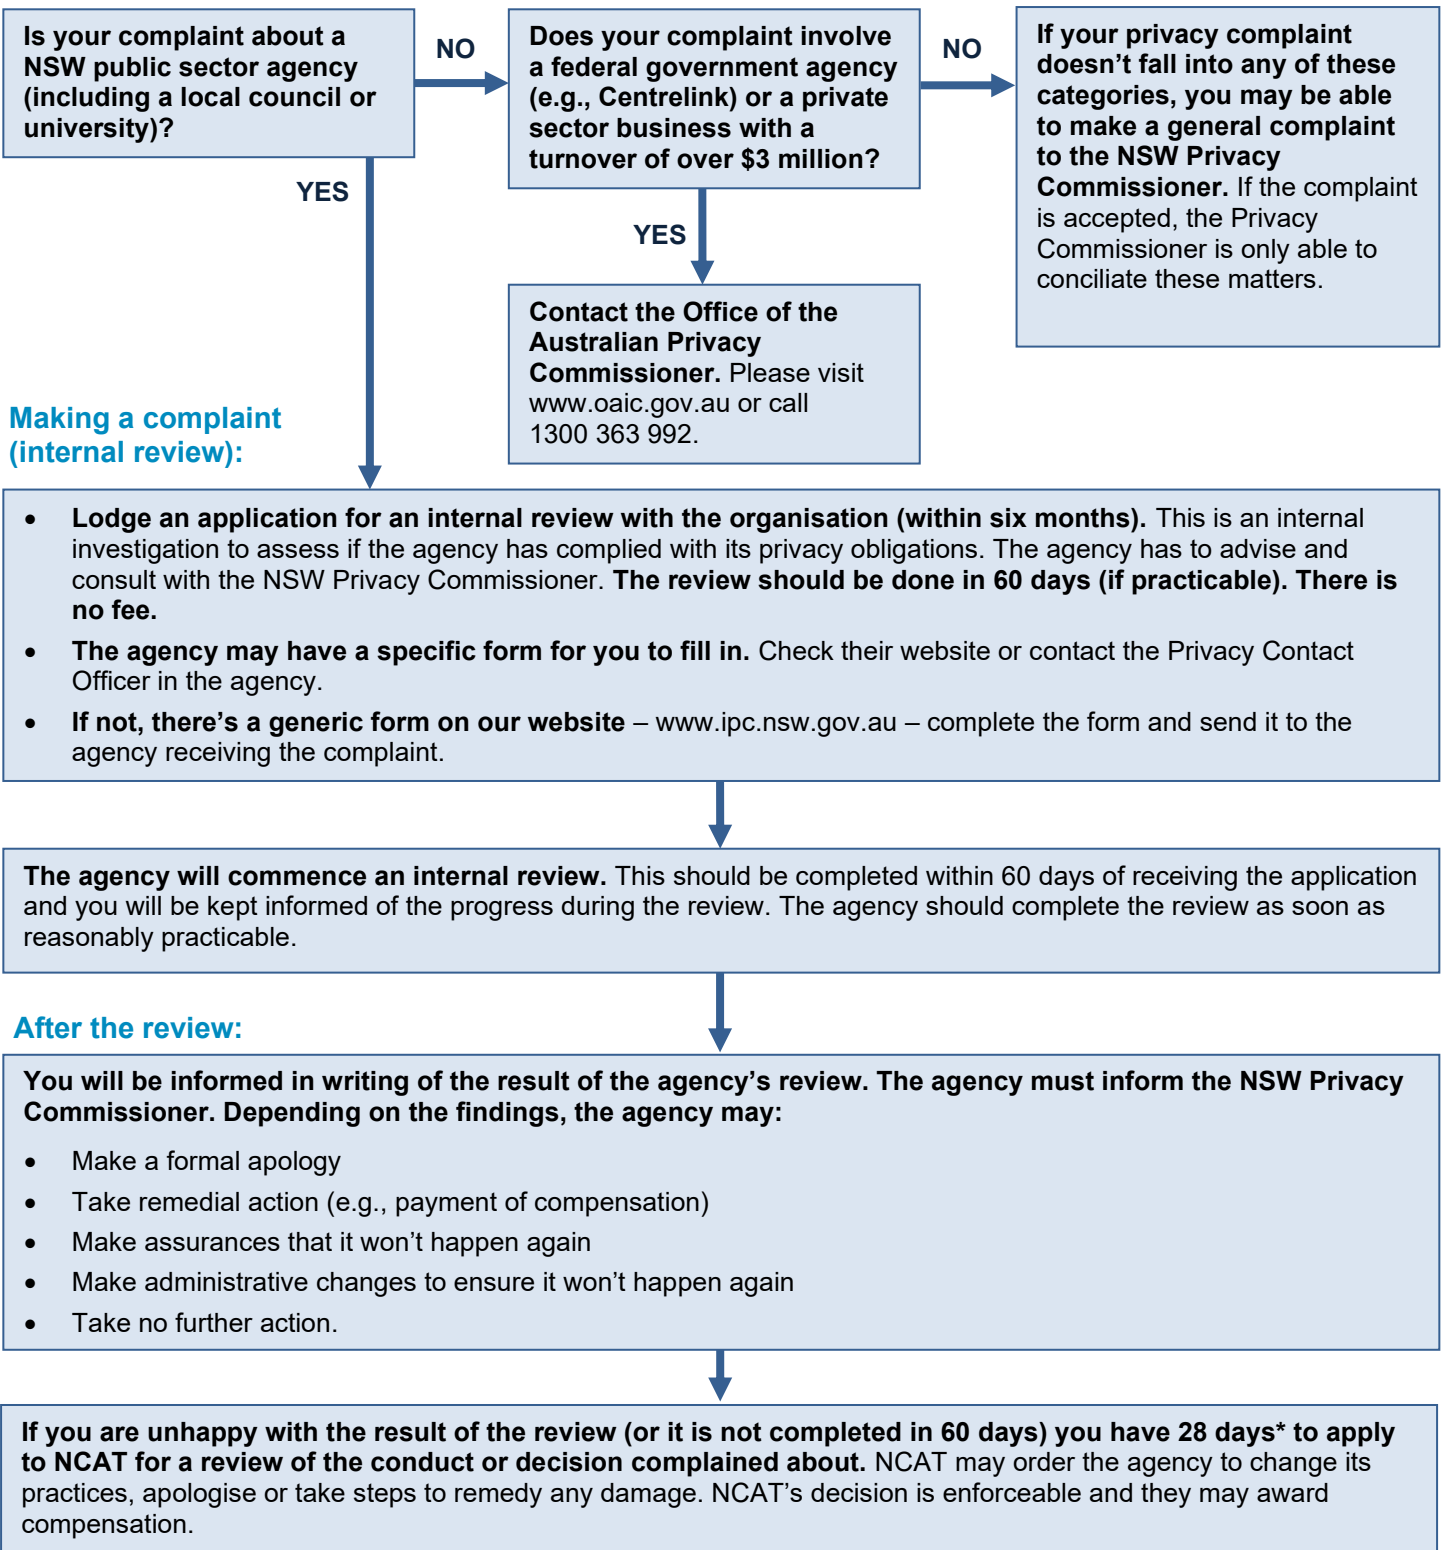 Is your complaint about a
NSW public sector agency
(including a local council or
university)?
NO
Does your complaint involve
a federal government agency
(e.g., Centrelink) or a private
sector business with a
turnover of over $3 million?
NO
If your privacy complaint
doesn’t fall into any of these
categories, you may be able
to make a general complaint
to the NSW Privacy
Commissioner. If the complaint
is accepted, the Privacy
Commissioner is only able to
conciliate these matters.
YES
YES
Contact the Office of the
Australian Privacy
Commissioner. Please visit
www.oaic.gov.au or call
1300 363 992.
Making a complaint
(internal review):
• Lodge an application for an internal review with the organisation (within six months). This is an internal
investigation to assess if the agency has complied with its privacy obligations. The agency has to advise and
consult with the NSW Privacy Commissioner. The review should be done in 60 days (if practicable). There is
no fee.
• The agency may have a specific form for you to fill in. Check their website or contact the Privacy Contact
Officer in the agency.
• If not, there’s a generic form on our website – www.ipc.nsw.gov.au – complete the form and send it to the
agency receiving the complaint.
The agency will commence an internal review. This should be completed within 60 days of receiving the application
and you will be kept informed of the progress during the review. The agency should complete the review as soon as
reasonably practicable.
After the review:
You will be informed in writing of the result of the agency’s review. The agency must inform the NSW Privacy
Commissioner. Depending on the findings, the agency may:
• Make a formal apology
• Take remedial action (e.g., payment of compensation)
• Make assurances that it won’t happen again
• Make administrative changes to ensure it won’t happen again
• Take no further action.
If you are unhappy with the result of the review (or it is not completed in 60 days) you have 28 days* to apply
to NCAT for a review of the conduct or decision complained about. NCAT may order the agency to change its
practices, apologise or take steps to remedy any damage. NCAT’s decision is enforceable and they may award
compensation.